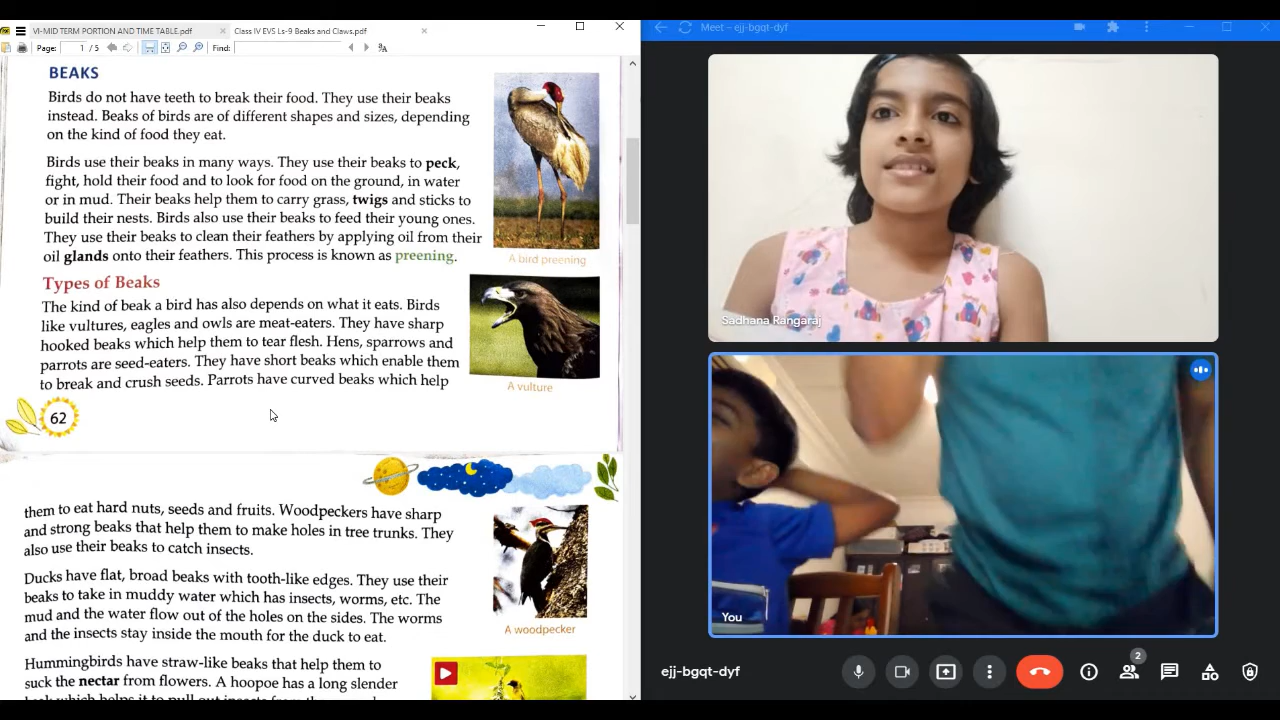 VI-MID TERM PORTION AND TIME TABLE.pdf
Class IV EVS Ls-9 Beaks and Claws.pdf
Page: 1 / 5
Find:
BEAKS
Birds do not have teeth to break their food. They use their beaks
instead. Beaks of birds are of different shapes and sizes, depending
on the kind of food they eat.
Birds use their beaks in many ways. They use their beaks to peck,
fight, hold their food and to look for food on the ground, in water
or in mud. Their beaks help them to carry grass, twigs and sticks to
build their nests. Birds also use their beaks to feed their young ones.
They use their beaks to clean their feathers by applying oil from their
oil glands onto their feathers. This process is known as preening.
A bird preening
Types of Beaks
The kind of beak a bird has also depends on what it eats. Birds
like vultures, eagles and owls are meat-eaters. They have sharp
hooked beaks which help them to tear flesh. Hens, sparrows and
parrots are seed-eaters. They have short beaks which enable them
to break and crush seeds. Parrots have curved beaks which help
A vulture
62
them to eat hard nuts, seeds and fruits. Woodpeckers have sharp
and strong beaks that help them to make holes in tree trunks. They
also use their beaks to catch insects.
Ducks have flat, broad beaks with tooth-like edges. They use their
beaks to take in muddy water which has insects, worms, etc. The
mud and the water flow out of the holes on the sides. The worms
and the insects stay inside the mouth for the duck to eat.
A woodpecker
Hummingbirds have straw-like beaks that help them to
suck the nectar from flowers. A hoopoe has a long slender
beak which helps it to pull out insects from the
Meet – ejj-bgqt-dyf
Sadhana Rangaraj
You
ejj-bgqt-dyf
2